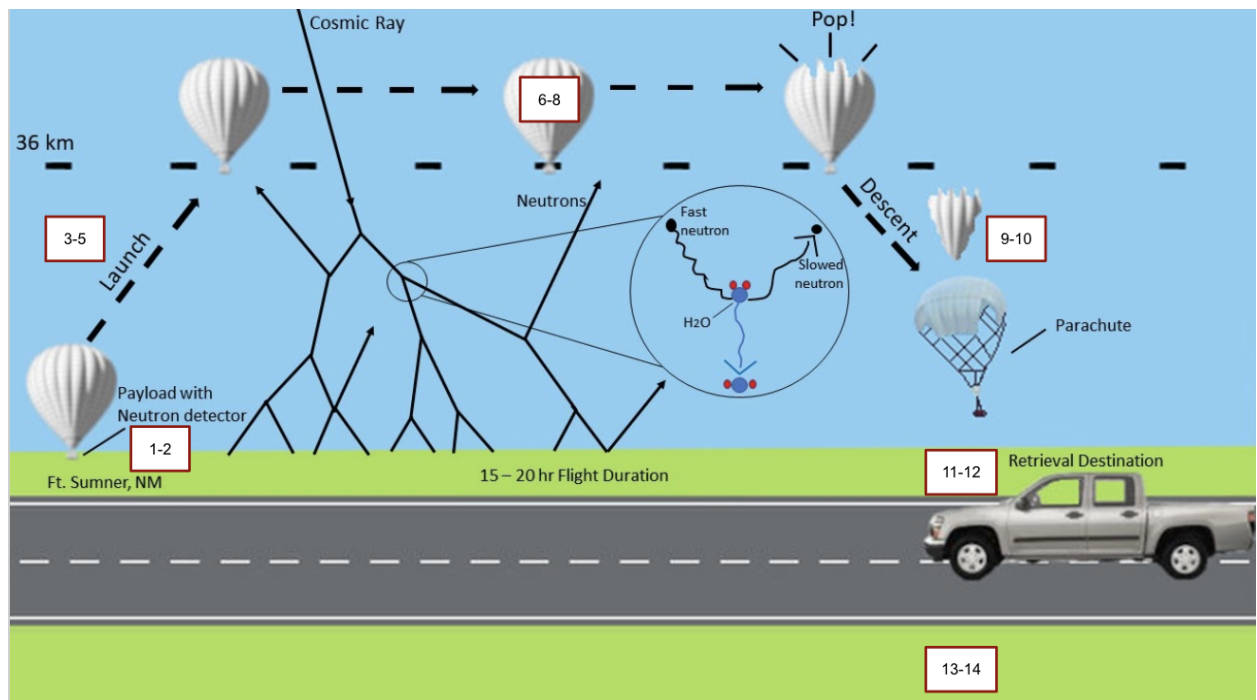 Cosmic Ray
Pop!
6-8
36 km
Launch
3-5
Neutrons
Fast
neutron
Slowed
neutron
H2O
Descent
9-10
Parachute
Payload with
Neutron detector
1-2
Ft. Sumner, NM
15 – 20 hr Flight Duration
11-12
Retrieval Destination
13-14